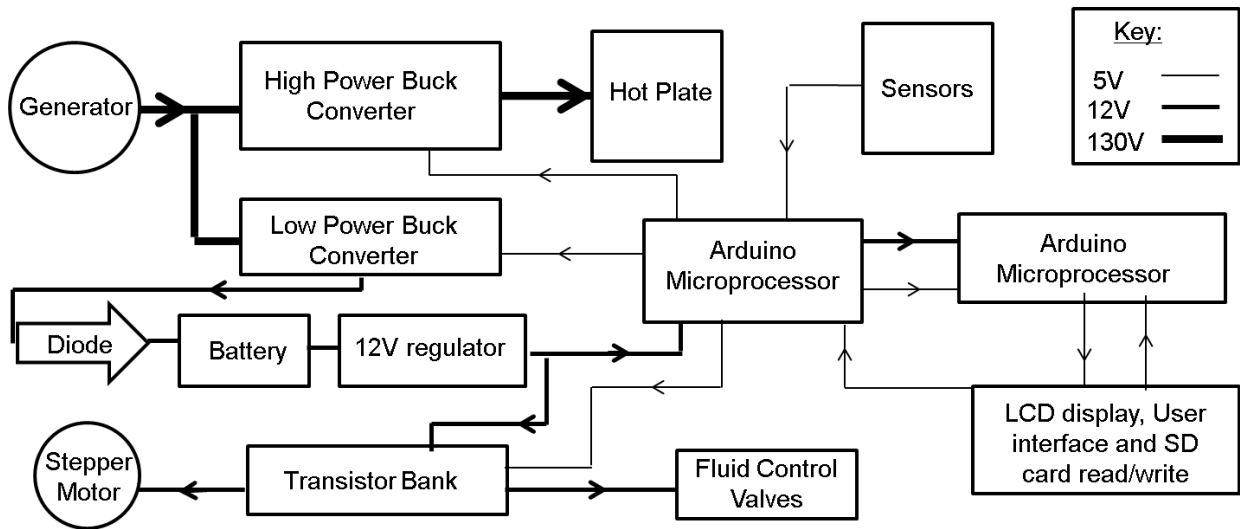 Generator
High Power Buck
Converter
Hot Plate
Sensors
Key:
5V
12V
130V
Low Power Buck
Converter
Arduino
Microprocessor
Arduino
Microprocessor
Diode
Battery
12V regulator
LCD display, User
interface and SD
card read/write
Stepper
Motor
Transistor Bank
Fluid Control
Valves